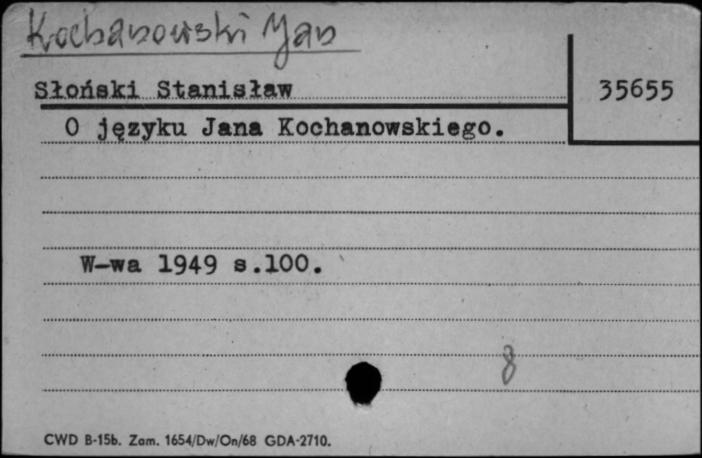 Kochanowski Jan
Słoński Stanisław
35655
O języku Jana Kochanowskiego.
W-wa 1949 s.100.
8
CWD B-15b. Zam. 1654/Dw/On/68 GDA-2710.